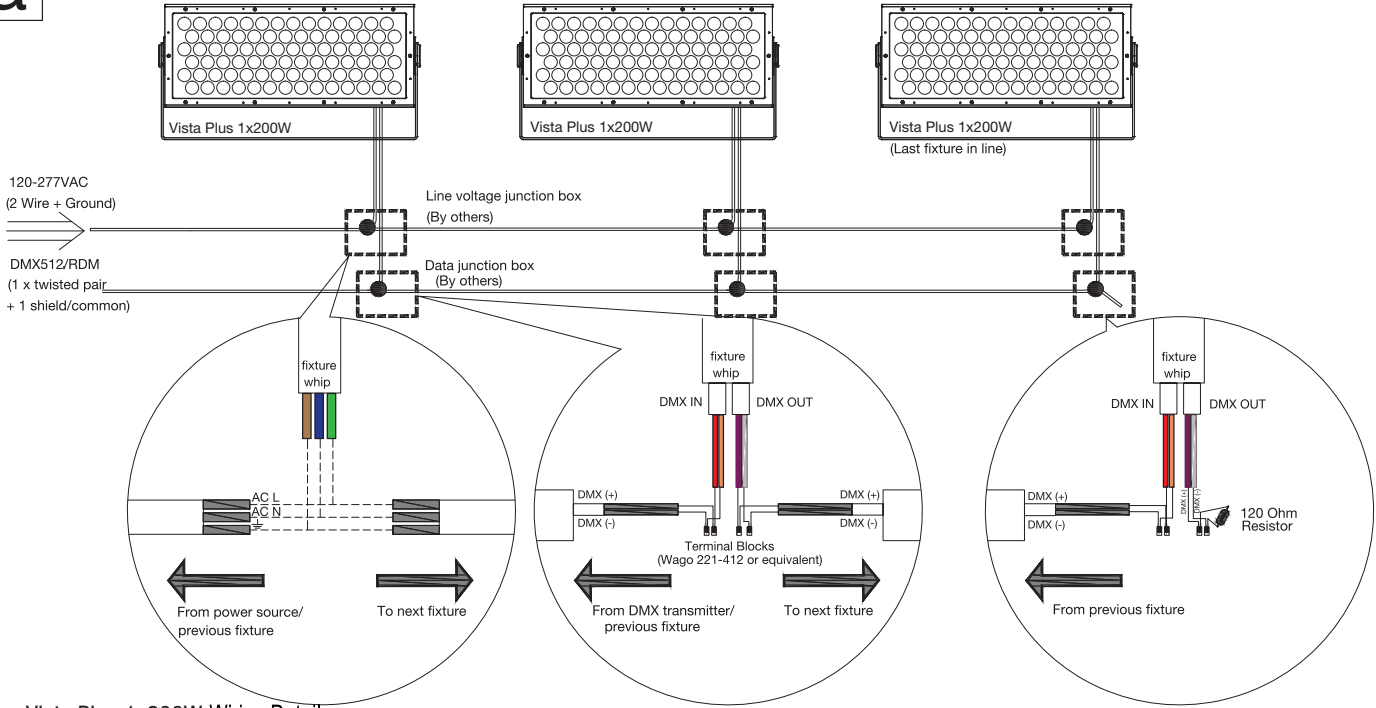 Vista Plus 1x200W
Vista Plus 1x200W
Vista Plus 1x200W
(Last fixture in line)
120-277VAC
(2 Wire + Ground)
Line voltage junction box
(By others)
DMX512/RDM
(1 x twisted pair
+ 1 shield/common)
Data junction box
(By others)
fixture
whip
AC L
AC N
From power source/
previous fixture
To next fixture
fixture
whip
DMX IN
DMX OUT
DMX (+)
DMX (-)
DMX (+)
DMX (-)
Terminal Blocks
(Wago 221-412 or equivalent)
From DMX transmitter/
previous fixture
To next fixture
fixture
whip
DMX IN
DMX OUT
DMX (+)
DMX (-)
DMX (+)
DMX (-)
120 Ohm
Resistor
From previous fixture